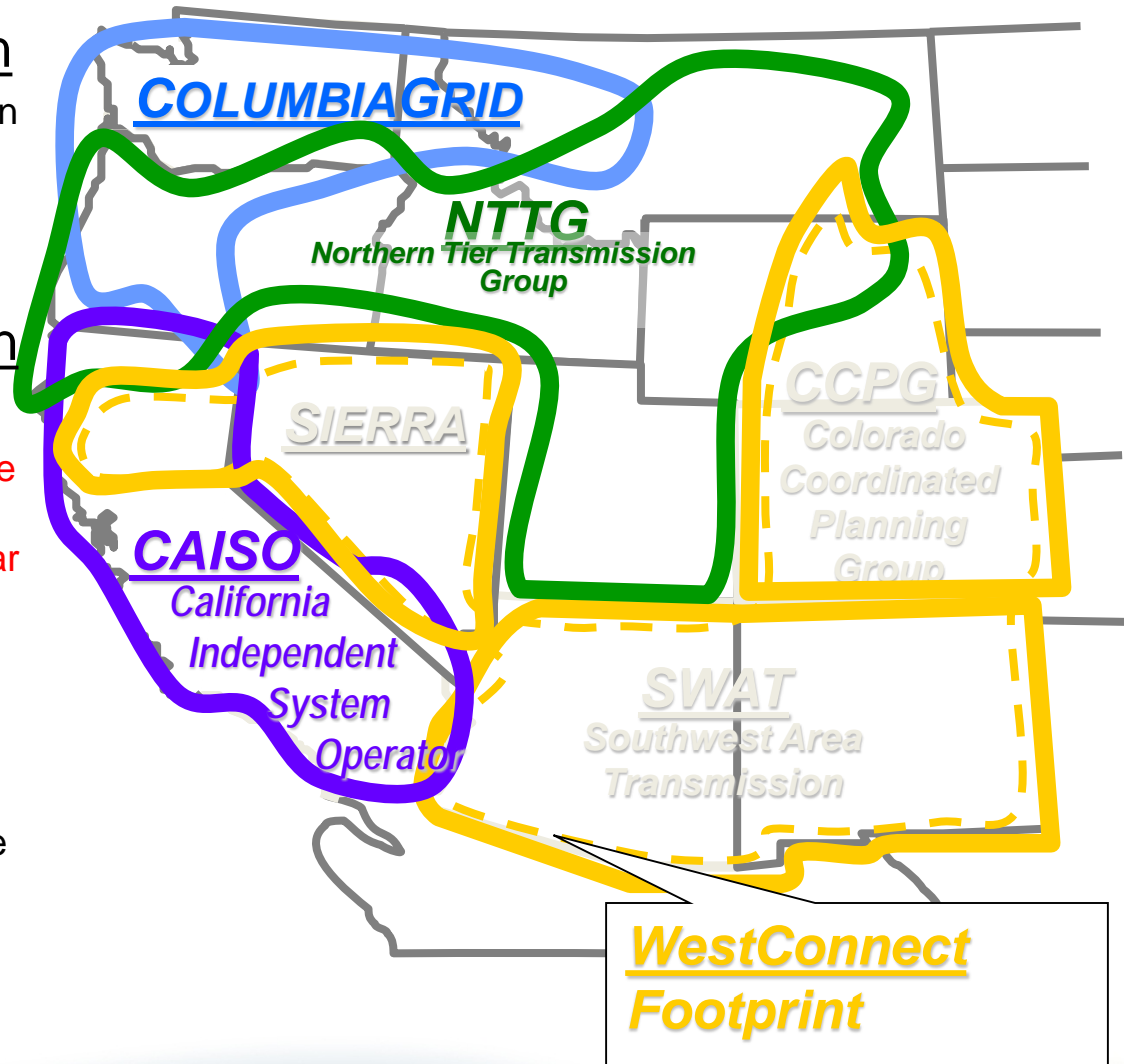 n
n
COLUMBIAGRID
NTTG
Northern Tier Transmission
Group
n
e
ar
SIERRA
CCPG
Colorado
Coordinated
Planning
Group
CAISO
California
Independent
System
Operator
SWAT
Southwest Area
Transmission
e
WestConnect
Footprint